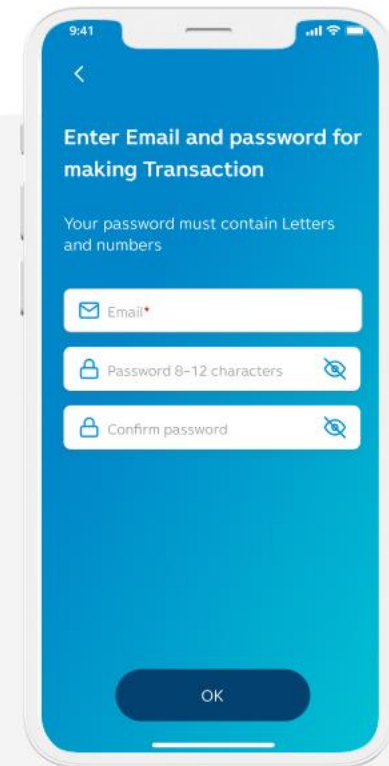 9:41
Enter Email and password for
making Transaction
Your password must contain Letters
and numbers
Email*
Password 8-12 characters
Confirm password
OK